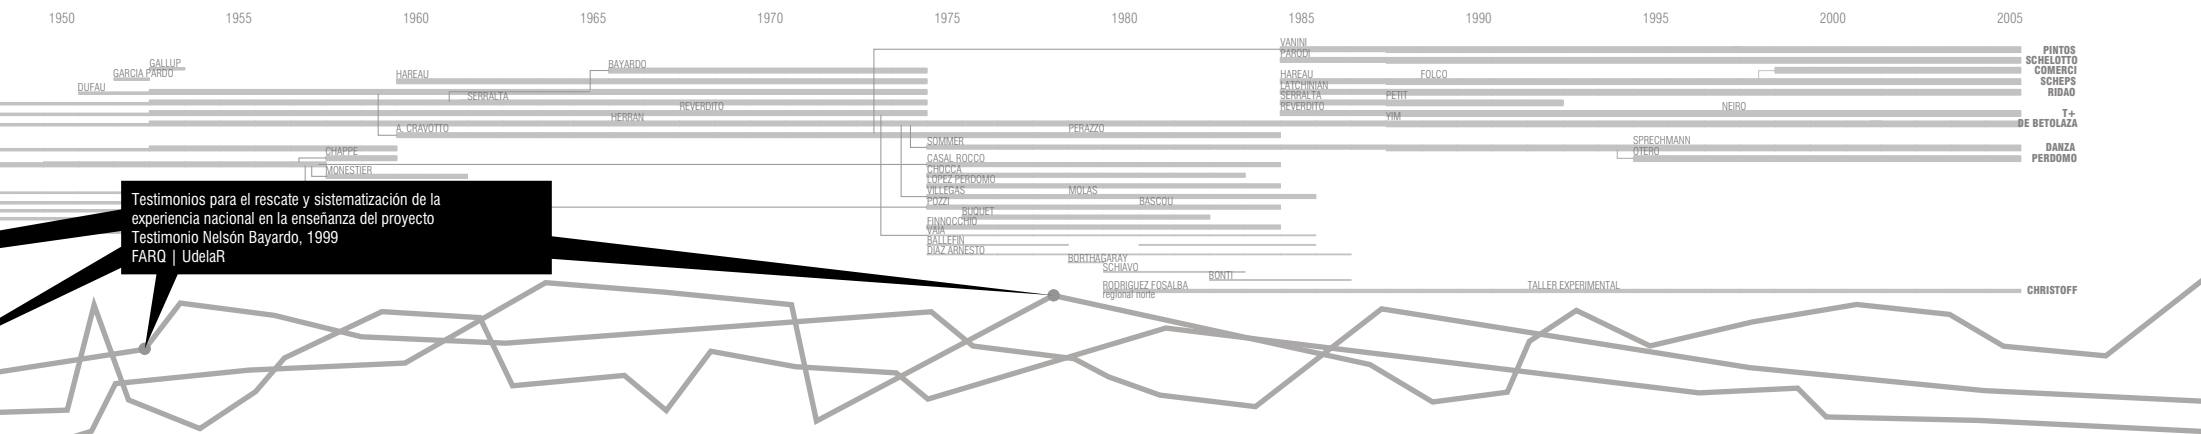 1950 1955 1960 1965 1970 1975 1980 1985 1990 1995 2000 2005
VANINI
PARODI PINTOS
GALLUP SCHELOTTO
GARCIA PARDO BAYARDO COMERCI
HAREAU HAREAU FOLCO SCHEPS
DUFAU LATCHINIAN RIDAO
SERRALTA SERRALTA PETIT
REVERDITO REVERDITO NEIRO
HERRAN YIM T+
A. CRAVOTTO PERAZZO DE BETOLAZA
SOMMER SPRECHMANN
CHAPPE OTERO DANZA
CASAL ROCCO PERDOMO
MONESTIER CHOCCA
LOPEZ PERDOMO
VILLEGAS MOLAS
POZZI BASCOU
BUQUET
FINNOCCHIO
VAIA
BALLEFIN
DIAZ ARNESTO
BORTHAGARAY
SCHIAVO
BONTI
RODRIGUEZ FOSALBA TALLER EXPERIMENTAL CHRISTOFF
regional norte
Testimonios para el rescate y sistematización de la
experiencia nacional en la enseñanza del proyecto
Testimonio Nelsón Bayardo, 1999
FARQ | UdelaR